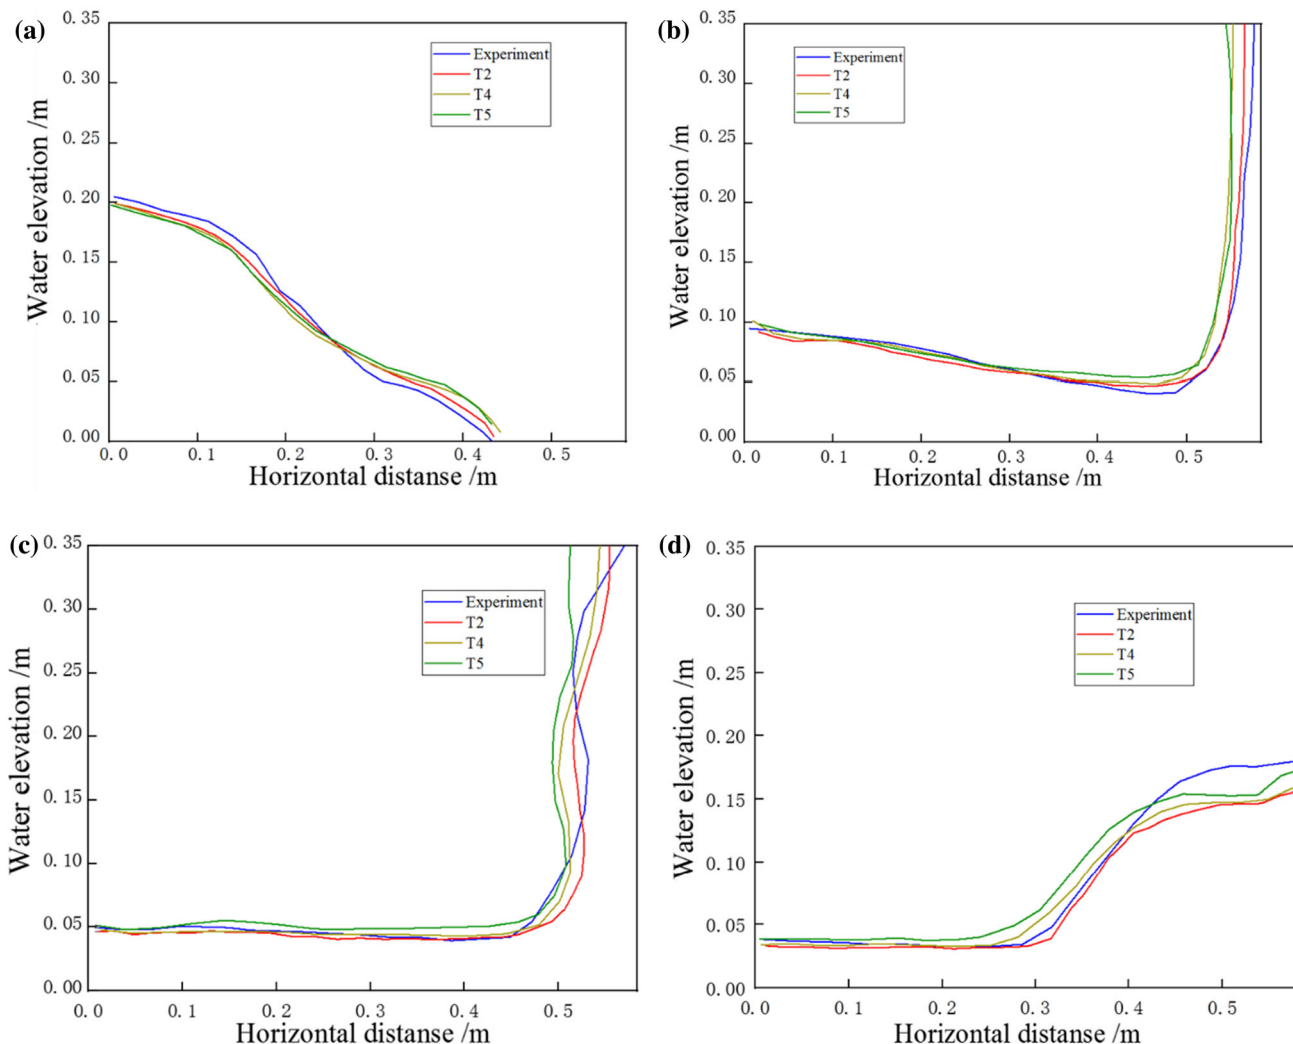 (a)
0. 35
0. 30
0. 25
0. 20
0. 15
0. 10
0. 05
0. 00
Water elevation /m
Experiment
T2
T4
T5
0. 0 0. 1 0. 2 0. 3 0. 4 0. 5
Horizontal distanse /m
(b)
0. 35
0. 30
0. 25
0. 20
0. 15
0. 10
0. 05
0. 00
Water elevation /m
Experiment
T2
T4
T5
0. 0 0. 1 0. 2 0. 3 0. 4 0. 5
Horizontal distanse /m
(c)
0. 35
0. 30
0. 25
0. 20
0. 15
0. 10
0. 05
0. 00
Water elevation /m
Experiment
T2
T4
T5
0. 0 0. 1 0. 2 0. 3 0. 4 0. 5
Horizontal distanse /m
(d)
0. 35
0. 30
0. 25
0. 20
0. 15
0. 10
0. 05
0. 00
Water elevation /m
Experiment
T2
T4
T5
0. 0 0. 1 0. 2 0. 3 0. 4 0. 5
Horizontal distanse /m